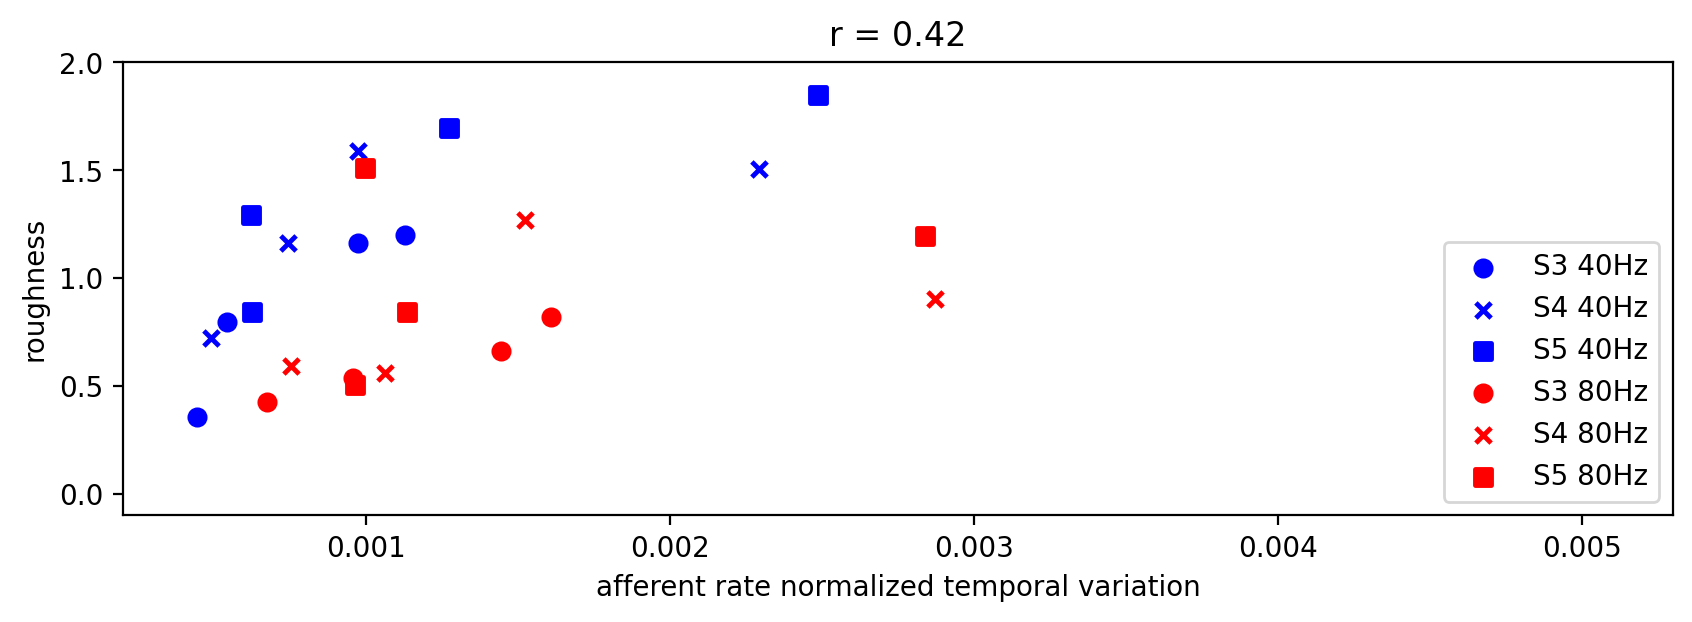 r = 0.42
2.0
1.5
1.0
0.5
0.0
roughness
S3 40Hz
S4 40Hz
S5 40Hz
S3 80Hz
S4 80Hz
S5 80Hz
0.001 0.002 0.003 0.004 0.005
afferent rate normalized temporal variation